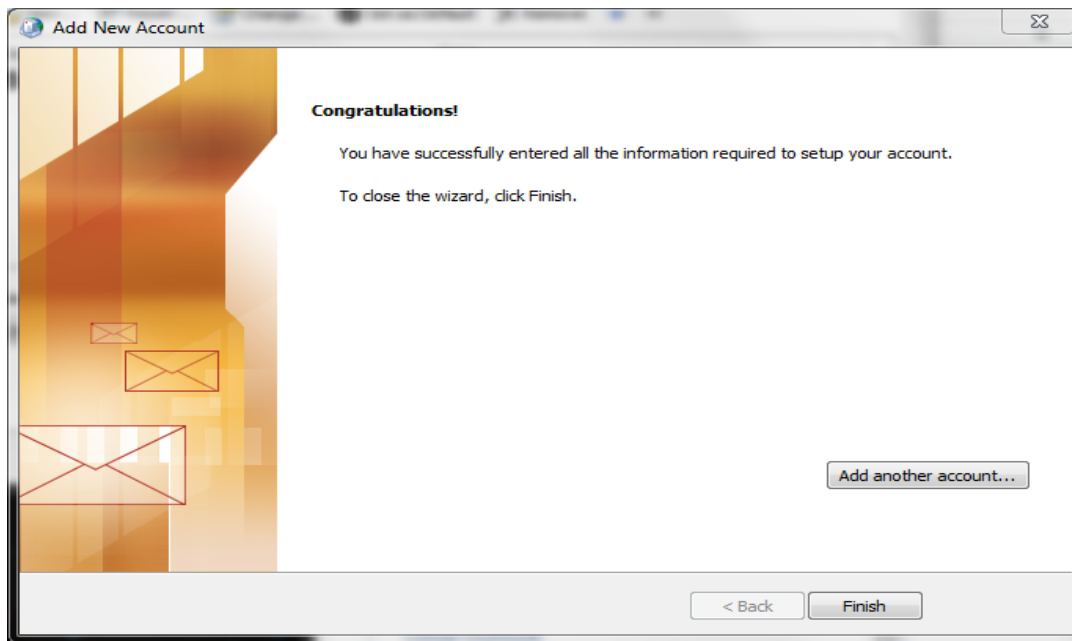 Add New Account
Congratulations!
You have successfully entered all the information required to setup your account.
To close the wizard, click Finish.
Add another account...
< Back
Finish